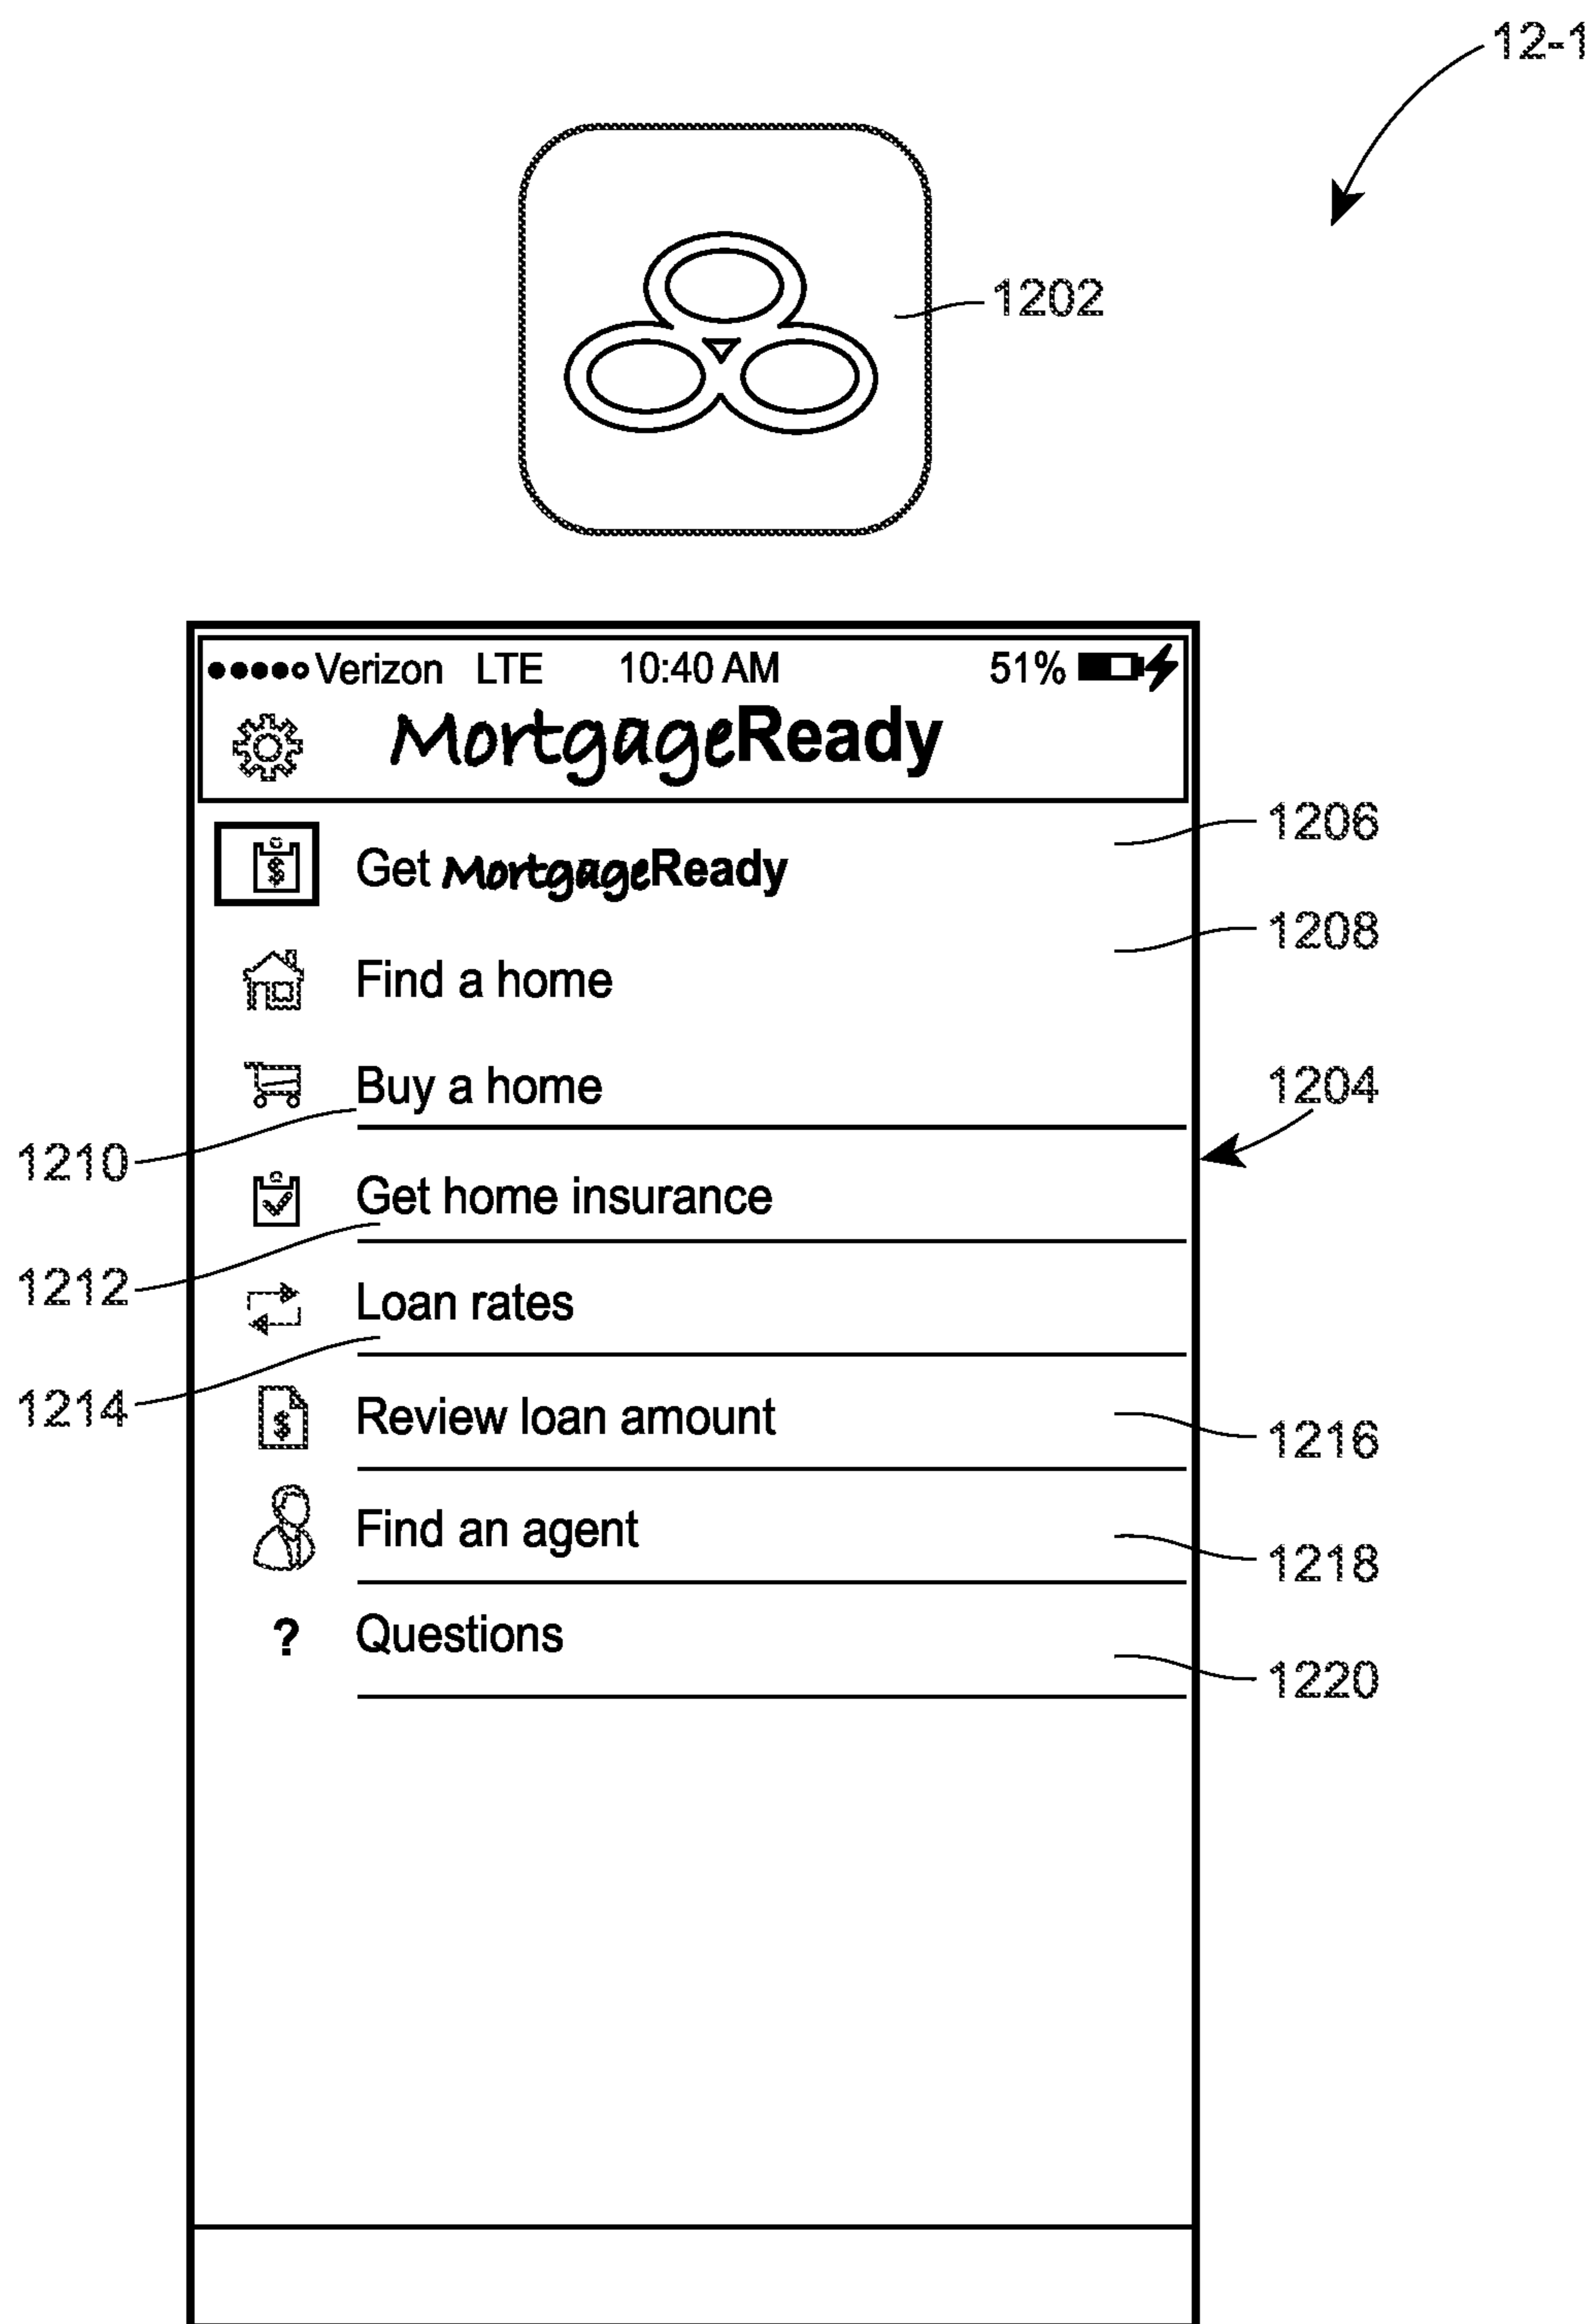 12-1
1202
Verizon LTE 10:40 AM 51%
MortgageReady
1206
Get MortgageReady
1208
Find a home
Buy a home
1204
1210
Get home insurance
1212
Loan rates
1214
Review loan amount
1216
Find an agent
1218
? Questions
1220